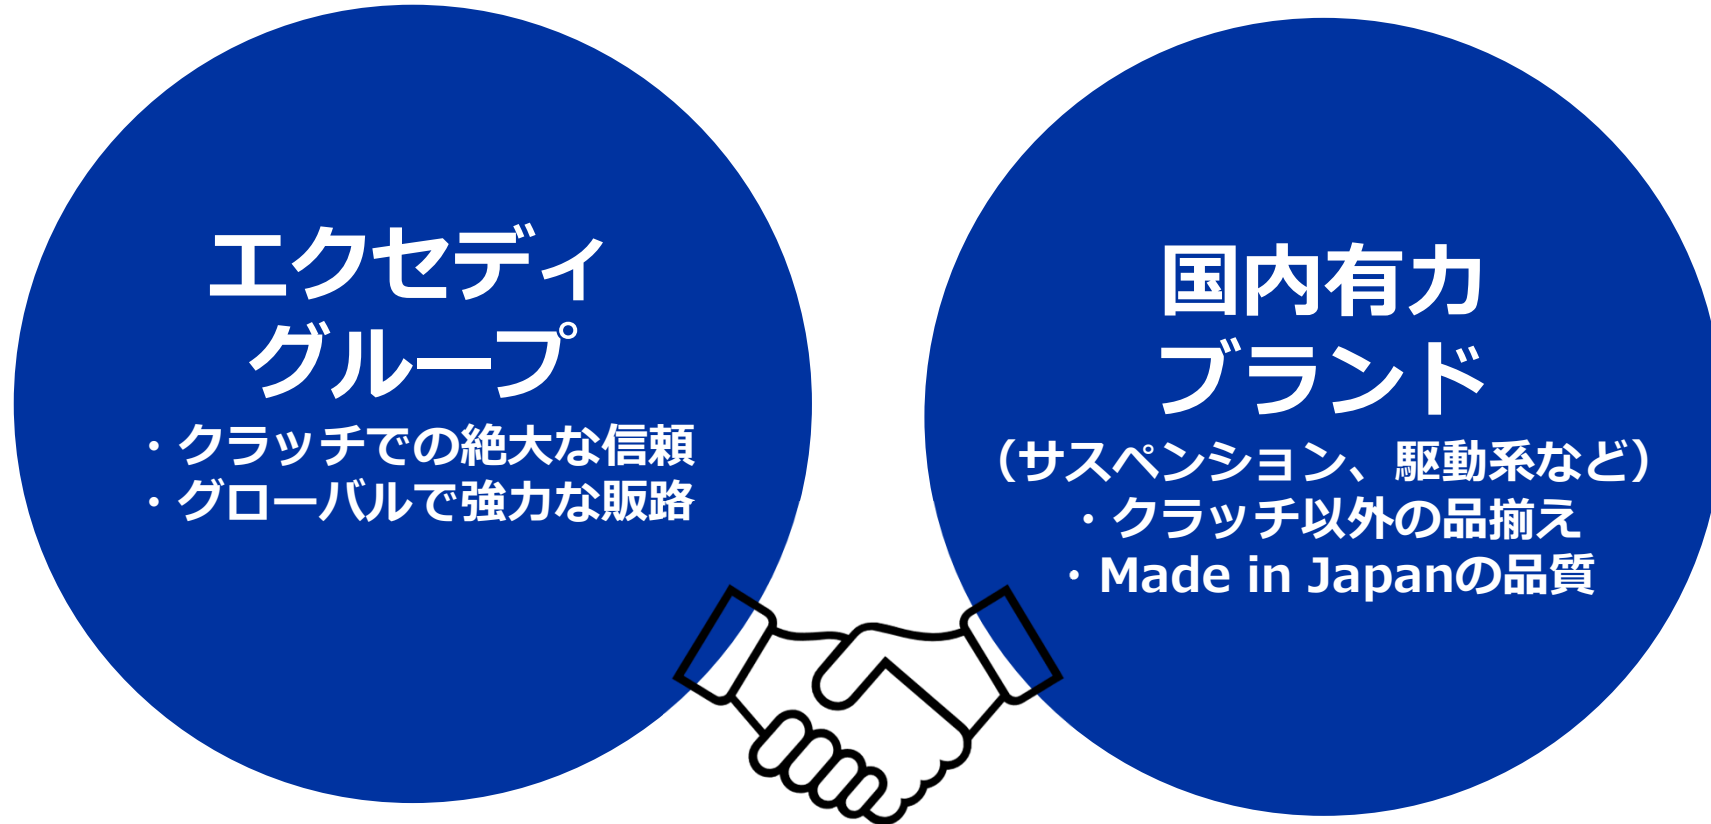 エクセディ
グループ
・クラッチでの絶大な信頼
・グローバルで強力な販路
国内有力
ブランド
（サスペンション、駆動系など）
・クラッチ以外の品揃え
・Made in Japanの品質